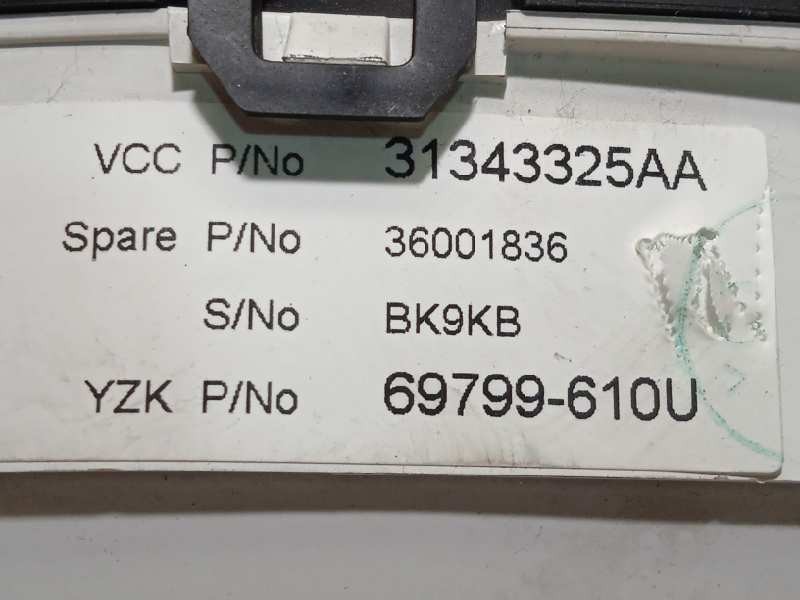 VCC P/No 31343325AA
Spare P/No 36001836
S/No BK9KB
YZK P/No 69799-610U